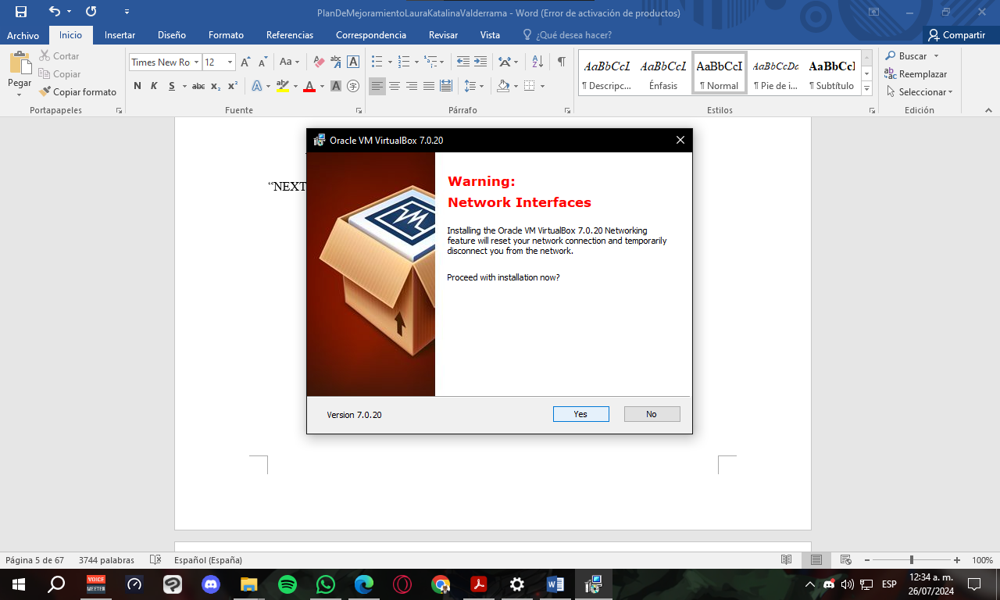 PlanDeMejoramientoLauraKatalinaValderrama - Word (Error de activación de productos)
Archivo Inicio Insertar Diseño Formato Referencias Correspondencia Revisar Vista ¿Qué desea hacer? Compartir
Pegar
Cortar
Copiar
Copiar formato
Portapapeles
Times New Ro 12 Aa
N K S abc x₂ x²
Fuente
Párrafo
AaBbCcL AaBbCcL AaBbCcI AaBbCcDc AaBbCcI
¶ Descripc... Énfasis ¶ Normal ¶ Pie de i... ¶ Subtítulo
Estilos
Buscar
Reemplazar
Seleccionar
Edición
“NEXT
Oracle VM VirtualBox 7.0.20
Warning:
Network Interfaces
Installing the Oracle VM VirtualBox 7.0.20 Networking
feature will reset your network connection and temporarily
disconnect you from the network.
Proceed with installation now?
Version 7.0.20 Yes No
Página 5 de 67 3744 palabras Español (España) 100%
VOICE
MEETER
ESP
12:34 a. m.
26/07/2024